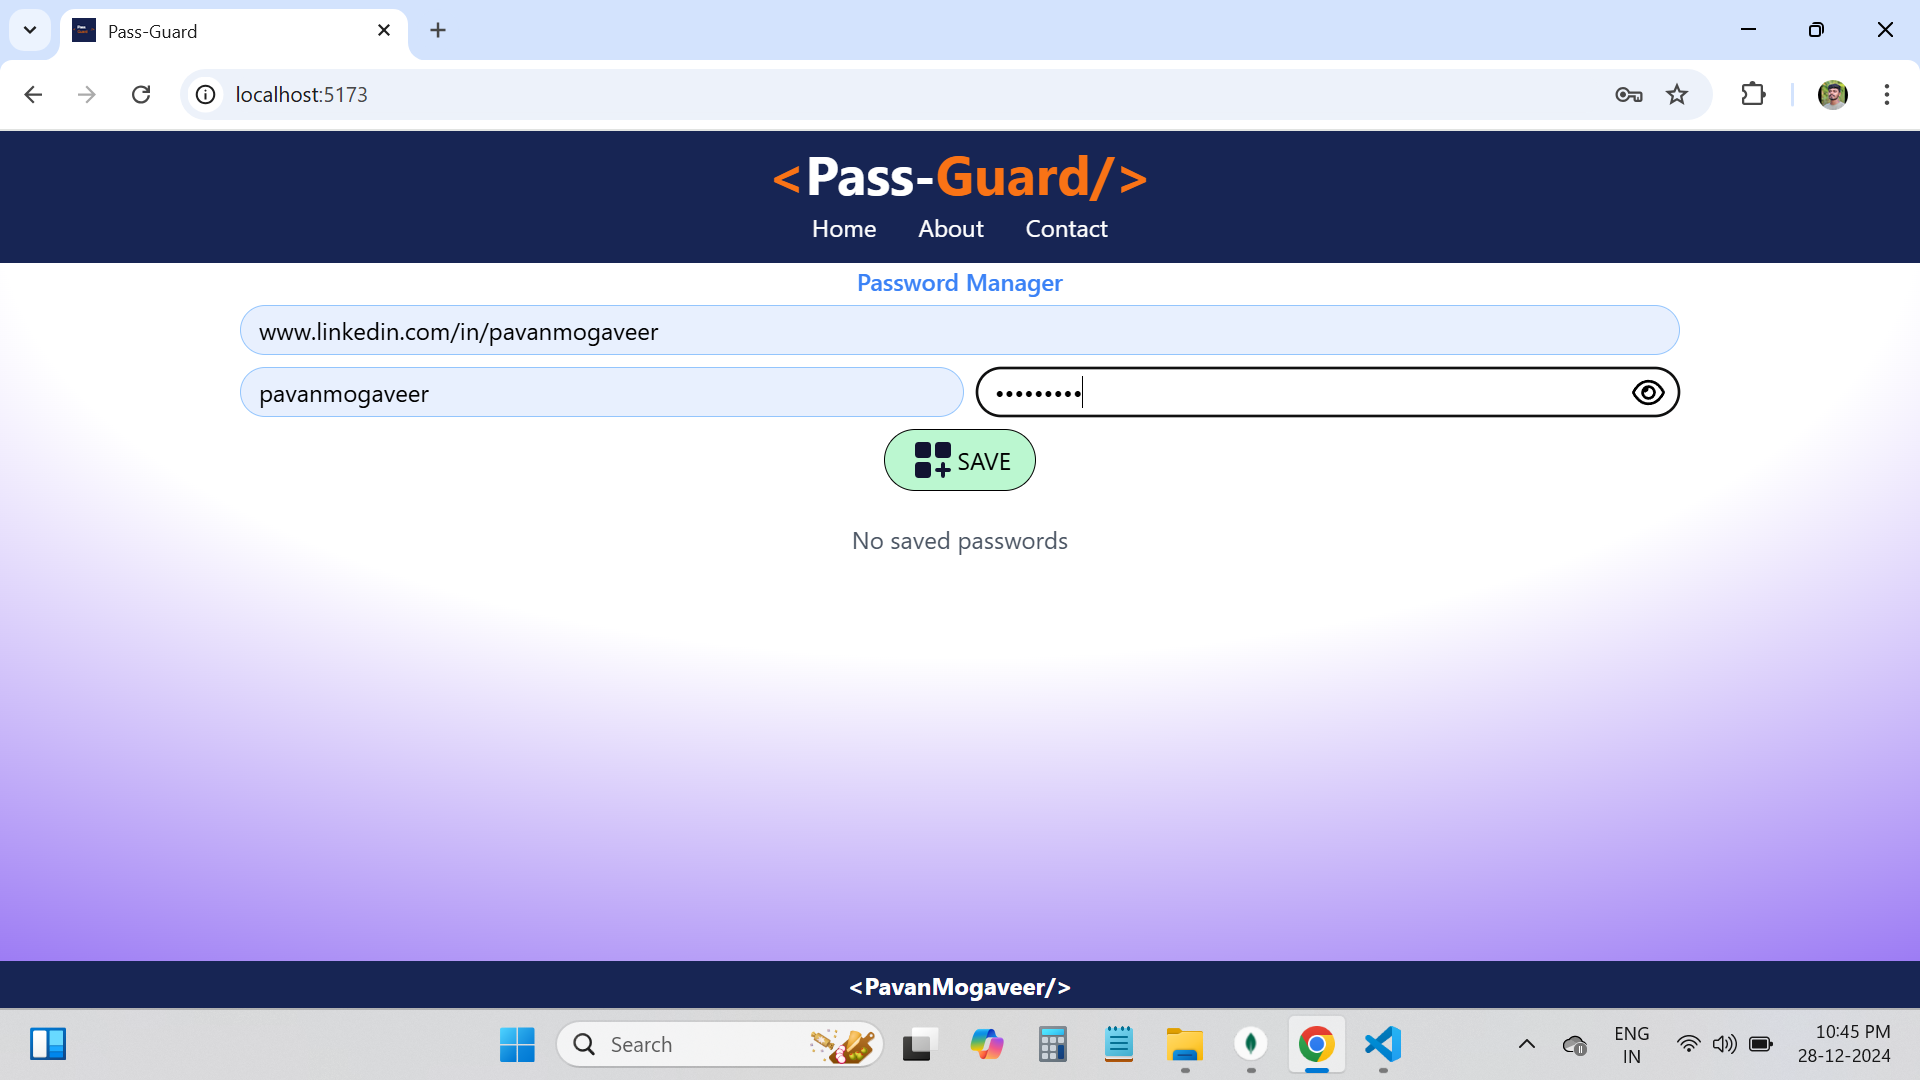 Pass-Guard
localhost:5173
<Pass-Guard/>
Home About Contact
Password Manager
www.linkedin.com/in/pavanmogaveer
pavanmogaveer •••••••••
SAVE
No saved passwords
<PavanMogaveer/>
Search
ENG
IN
10:45 PM
28-12-2024